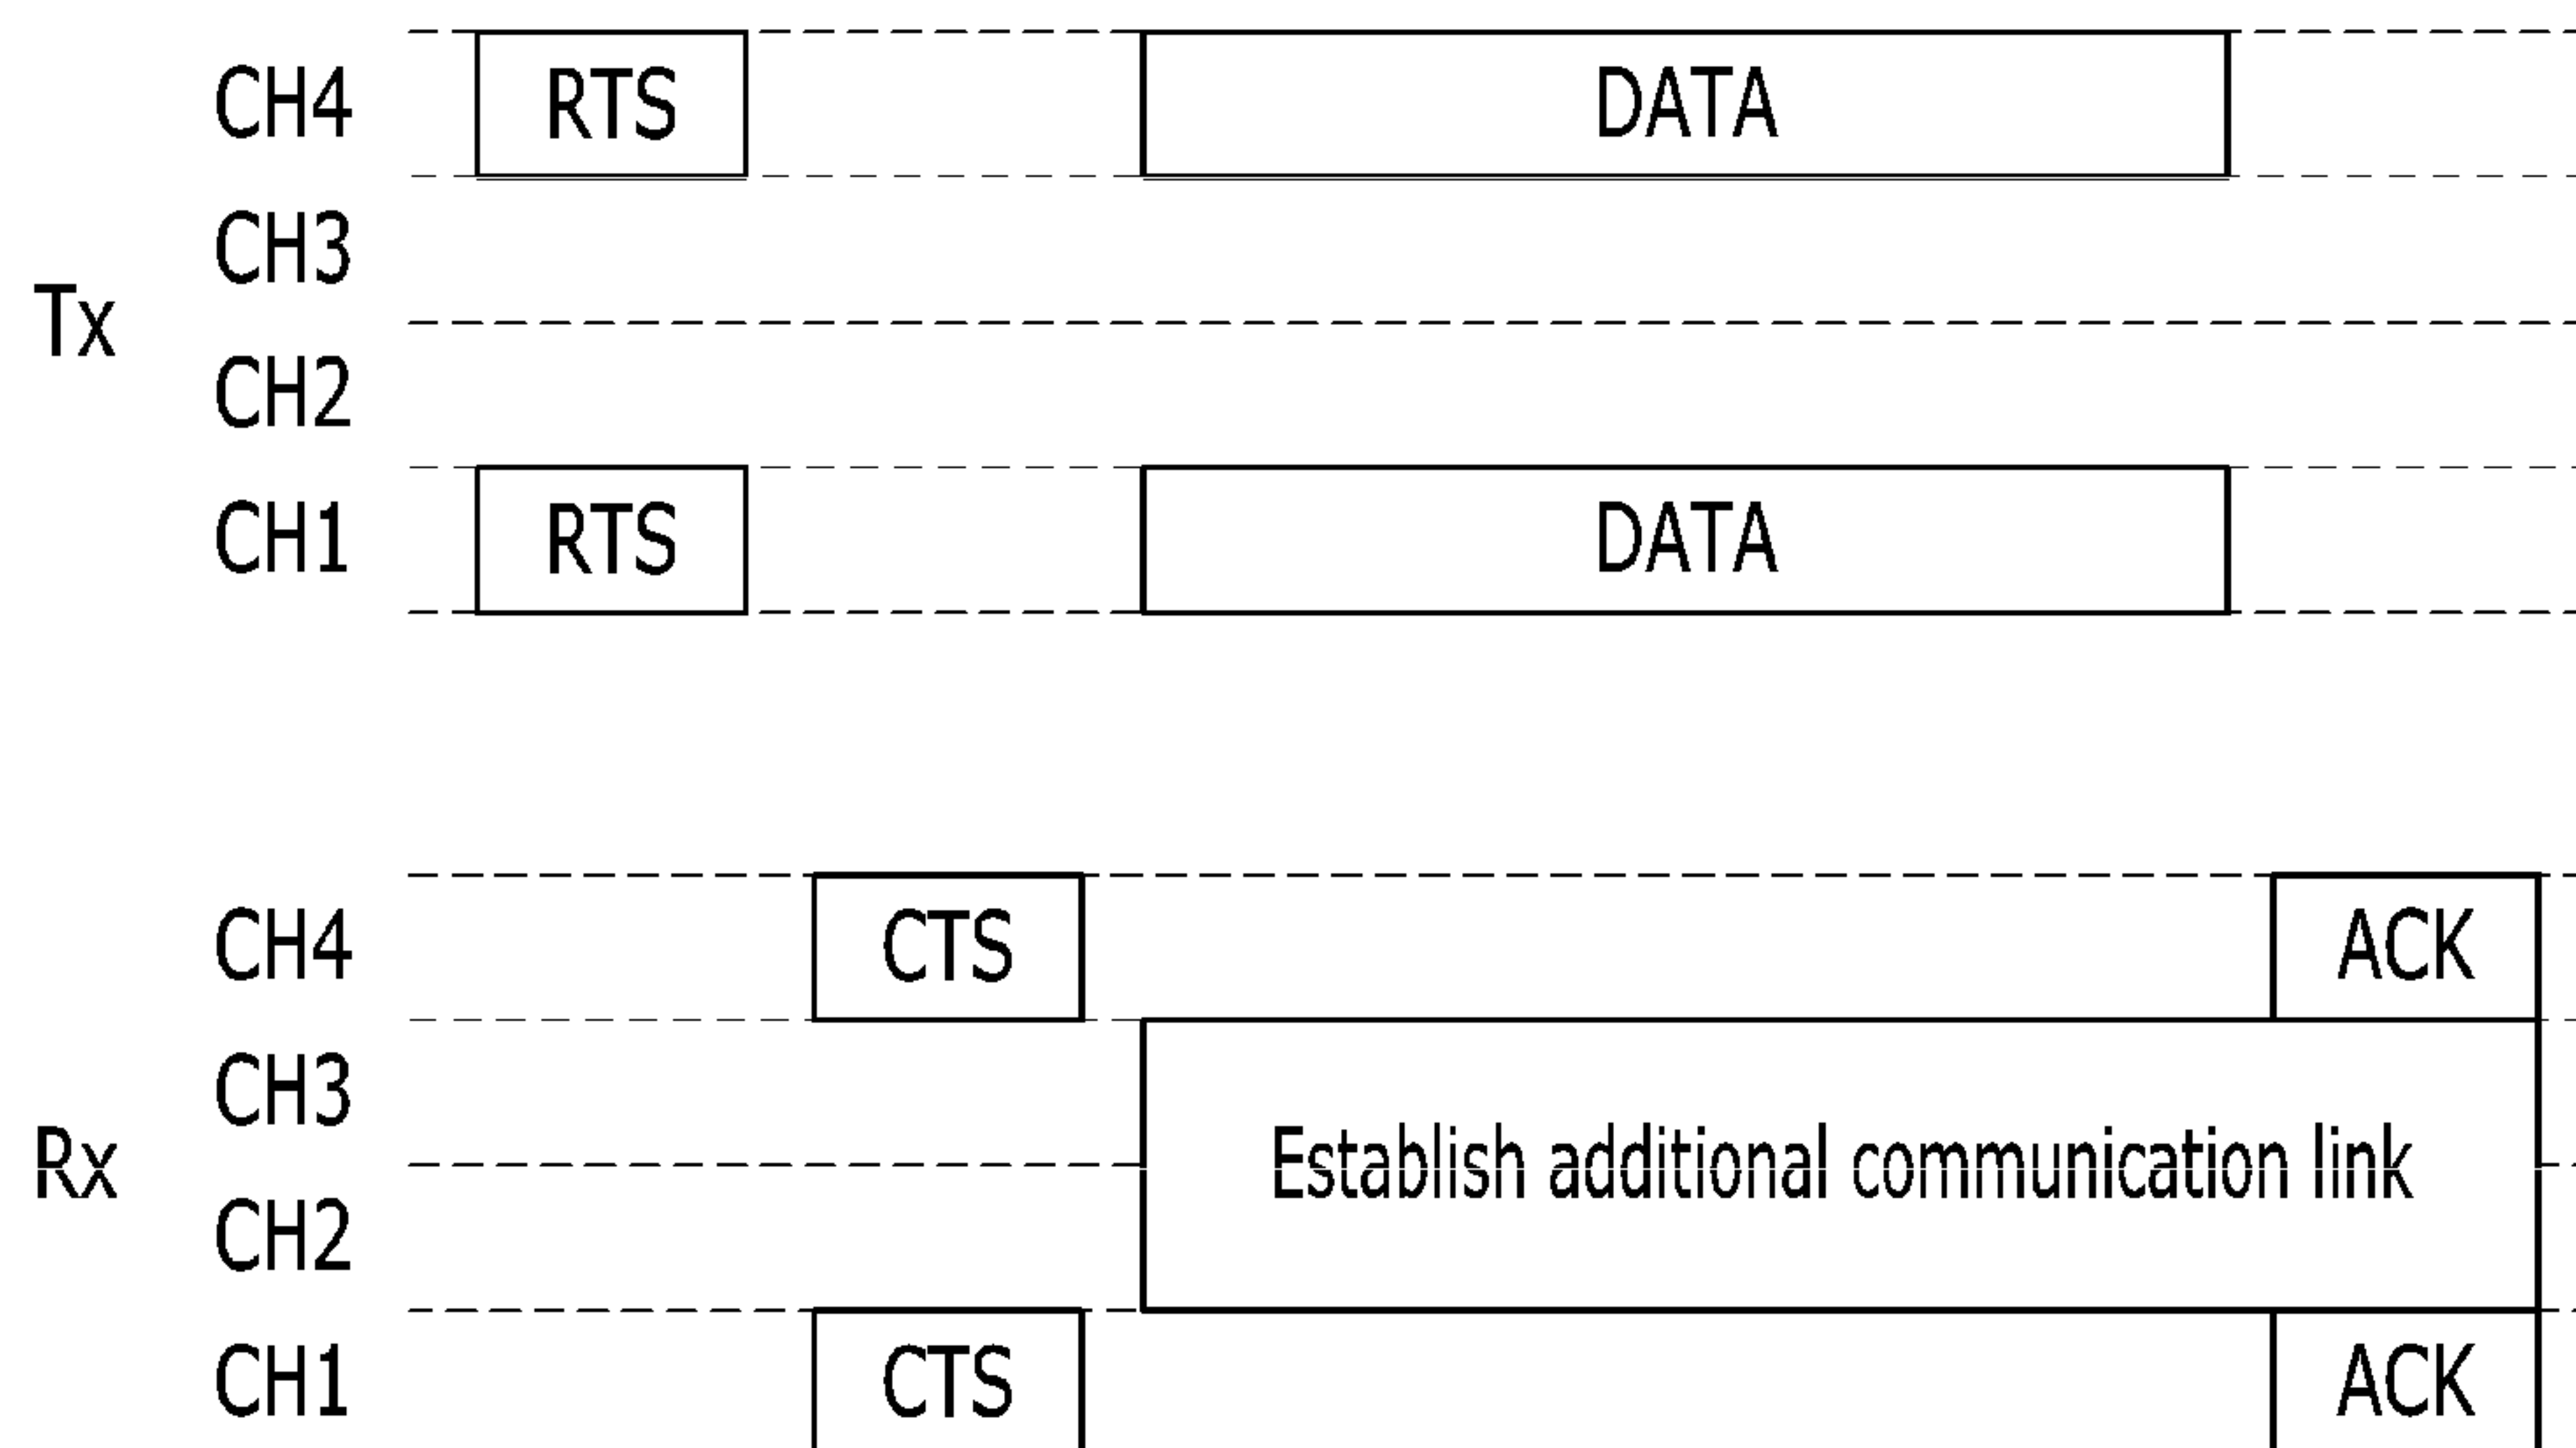 CH4 RTS DATA
CH3
Tx
CH2
CH1 RTS DATA
CH4 CTS ACK
CH3
Rx Establish additional communication link
CH2
CH1 CTS ACK